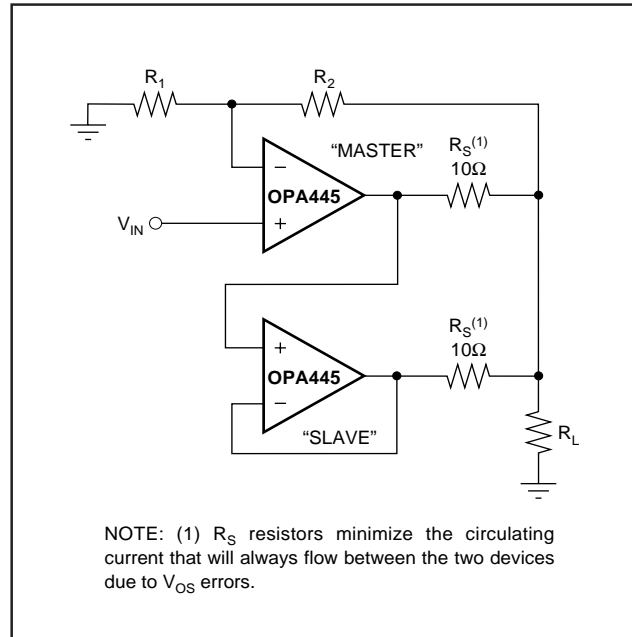 R1
R2
“MASTER”
RS(1)
10Ω
–
OPA445
+
VIN
+
OPA445
–
“SLAVE”
RS(1)
10Ω
RL
NOTE: (1) RS resistors minimize the circulating
current that will always flow between the two devices
due to VOS errors.